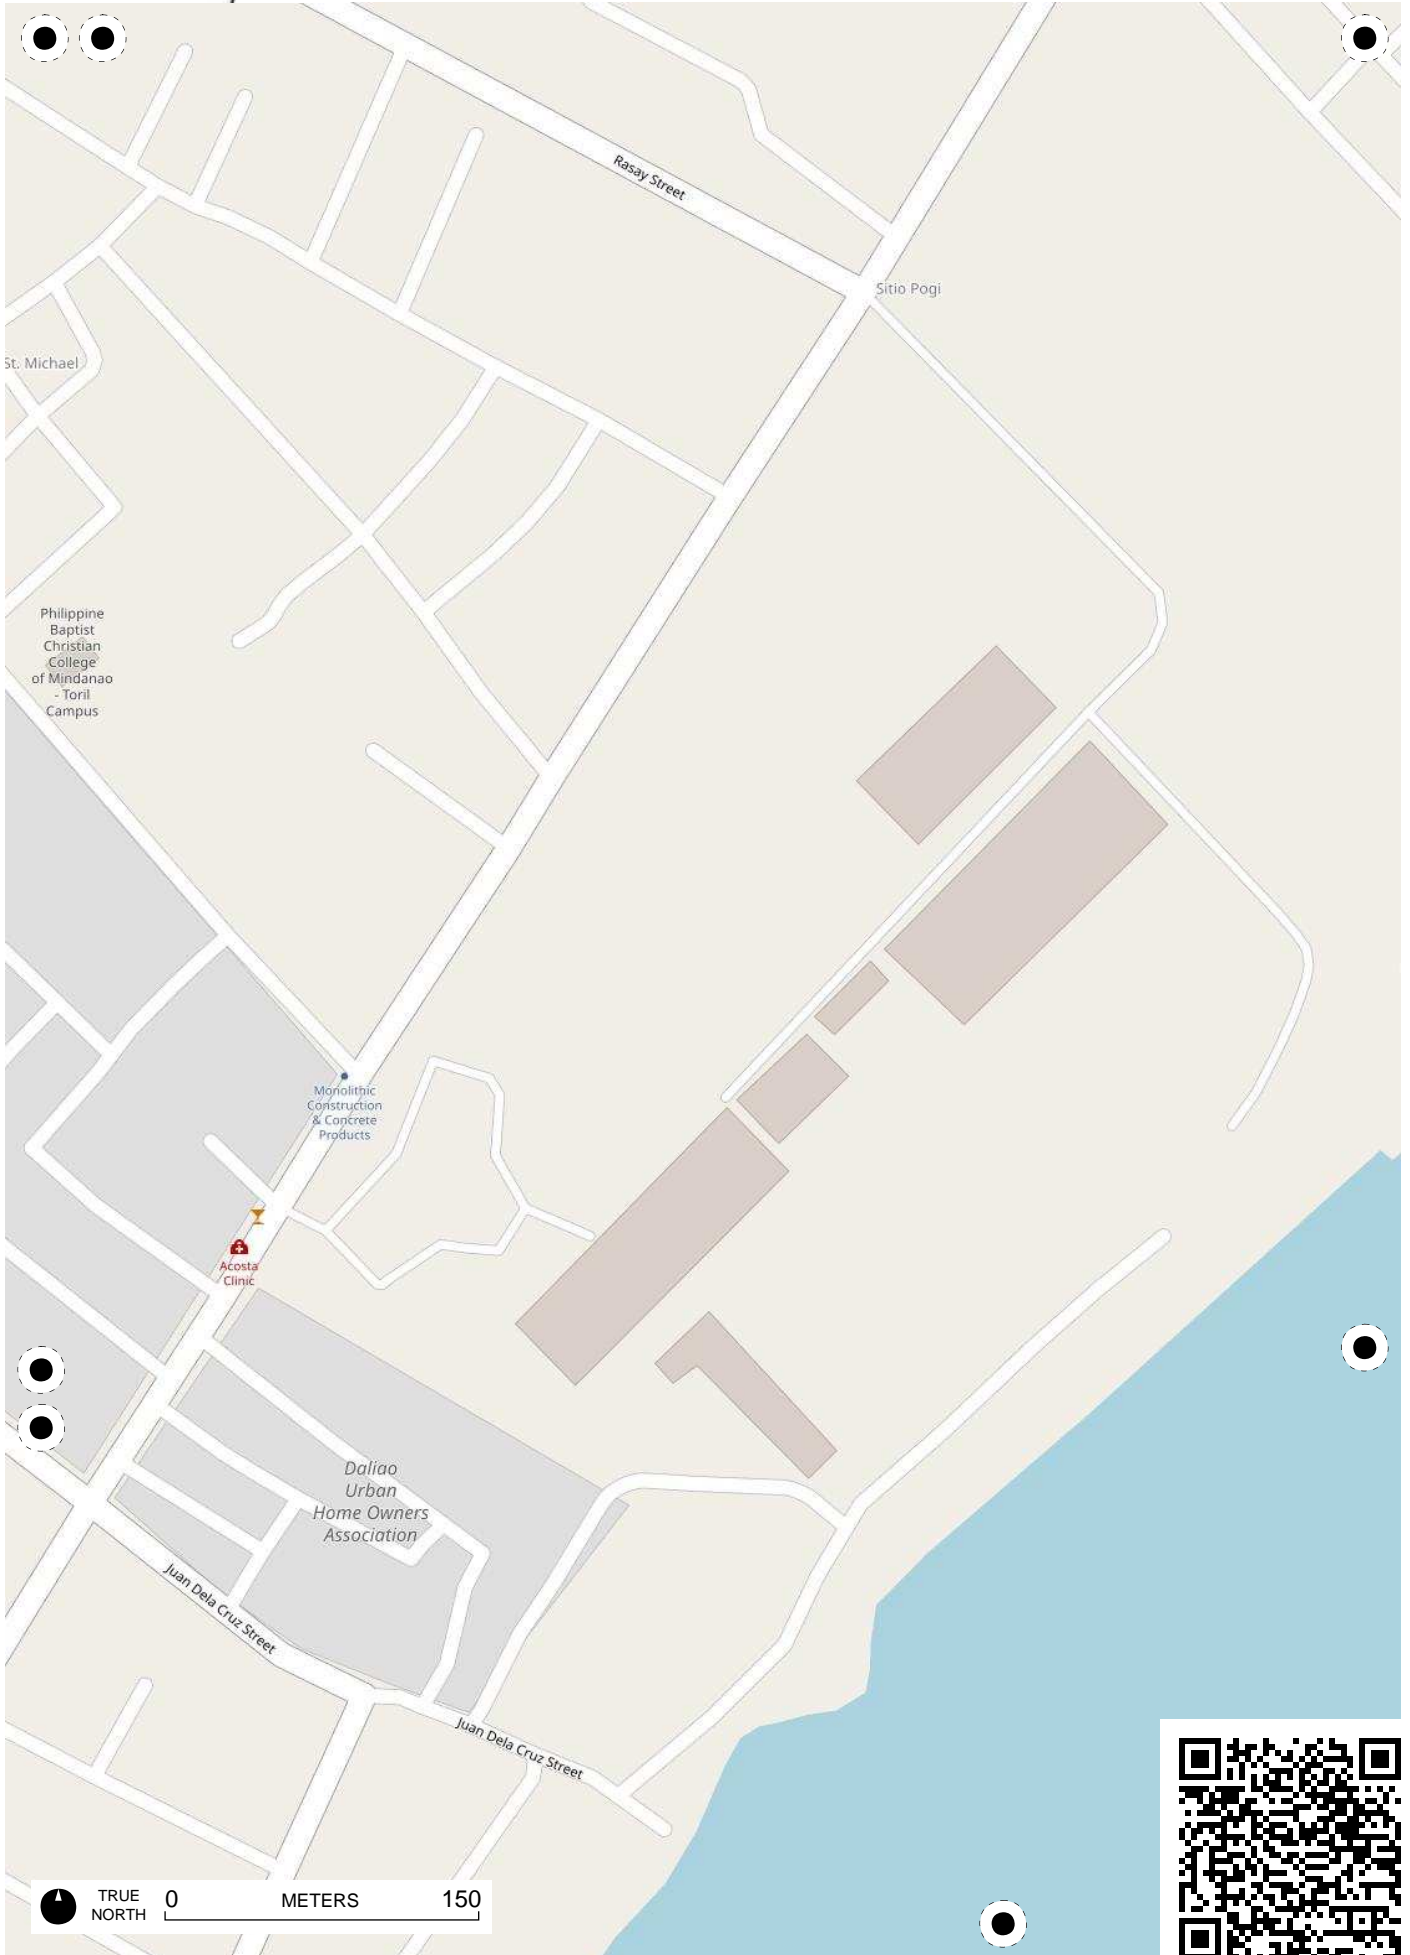 Rasay Street
Sitio Pogi
St. Michael
Philippine
Baptist
Christian
College
of Mindanao
- Toril
Campus
Monolithic
Construction
& Concrete
Products
Acosta
Clinic
Daliao
Urban
Home Owners
Association
Juan Dela Cruz Street
Juan Dela Cruz Street
TRUE
NORTH
0 METERS 150